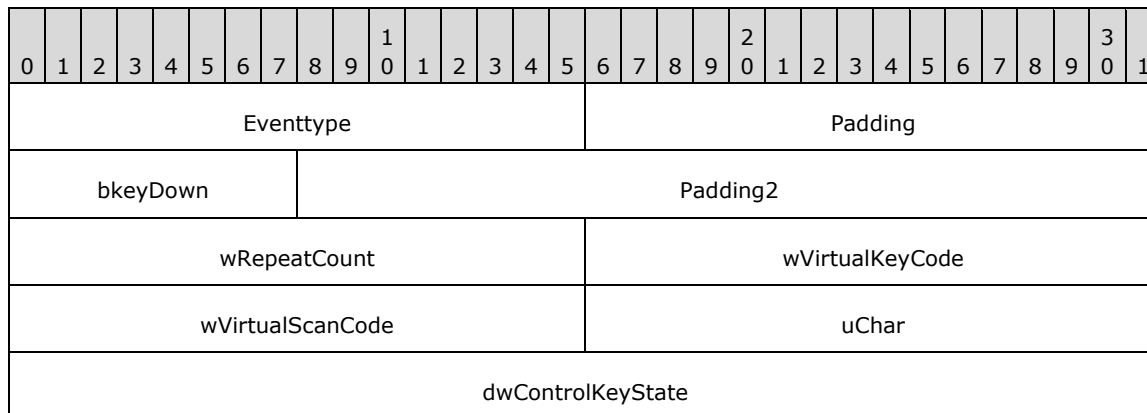 1 2 3
0 1 2 3 4 5 6 7 8 9 0 1 2 3 4 5 6 7 8 9 0 1 2 3 4 5 6 7 8 9 0 1
Eventtype Padding
bkeyDown Padding2
wRepeatCount wVirtualKeyCode
wVirtualScanCode uChar
dwControlKeyState